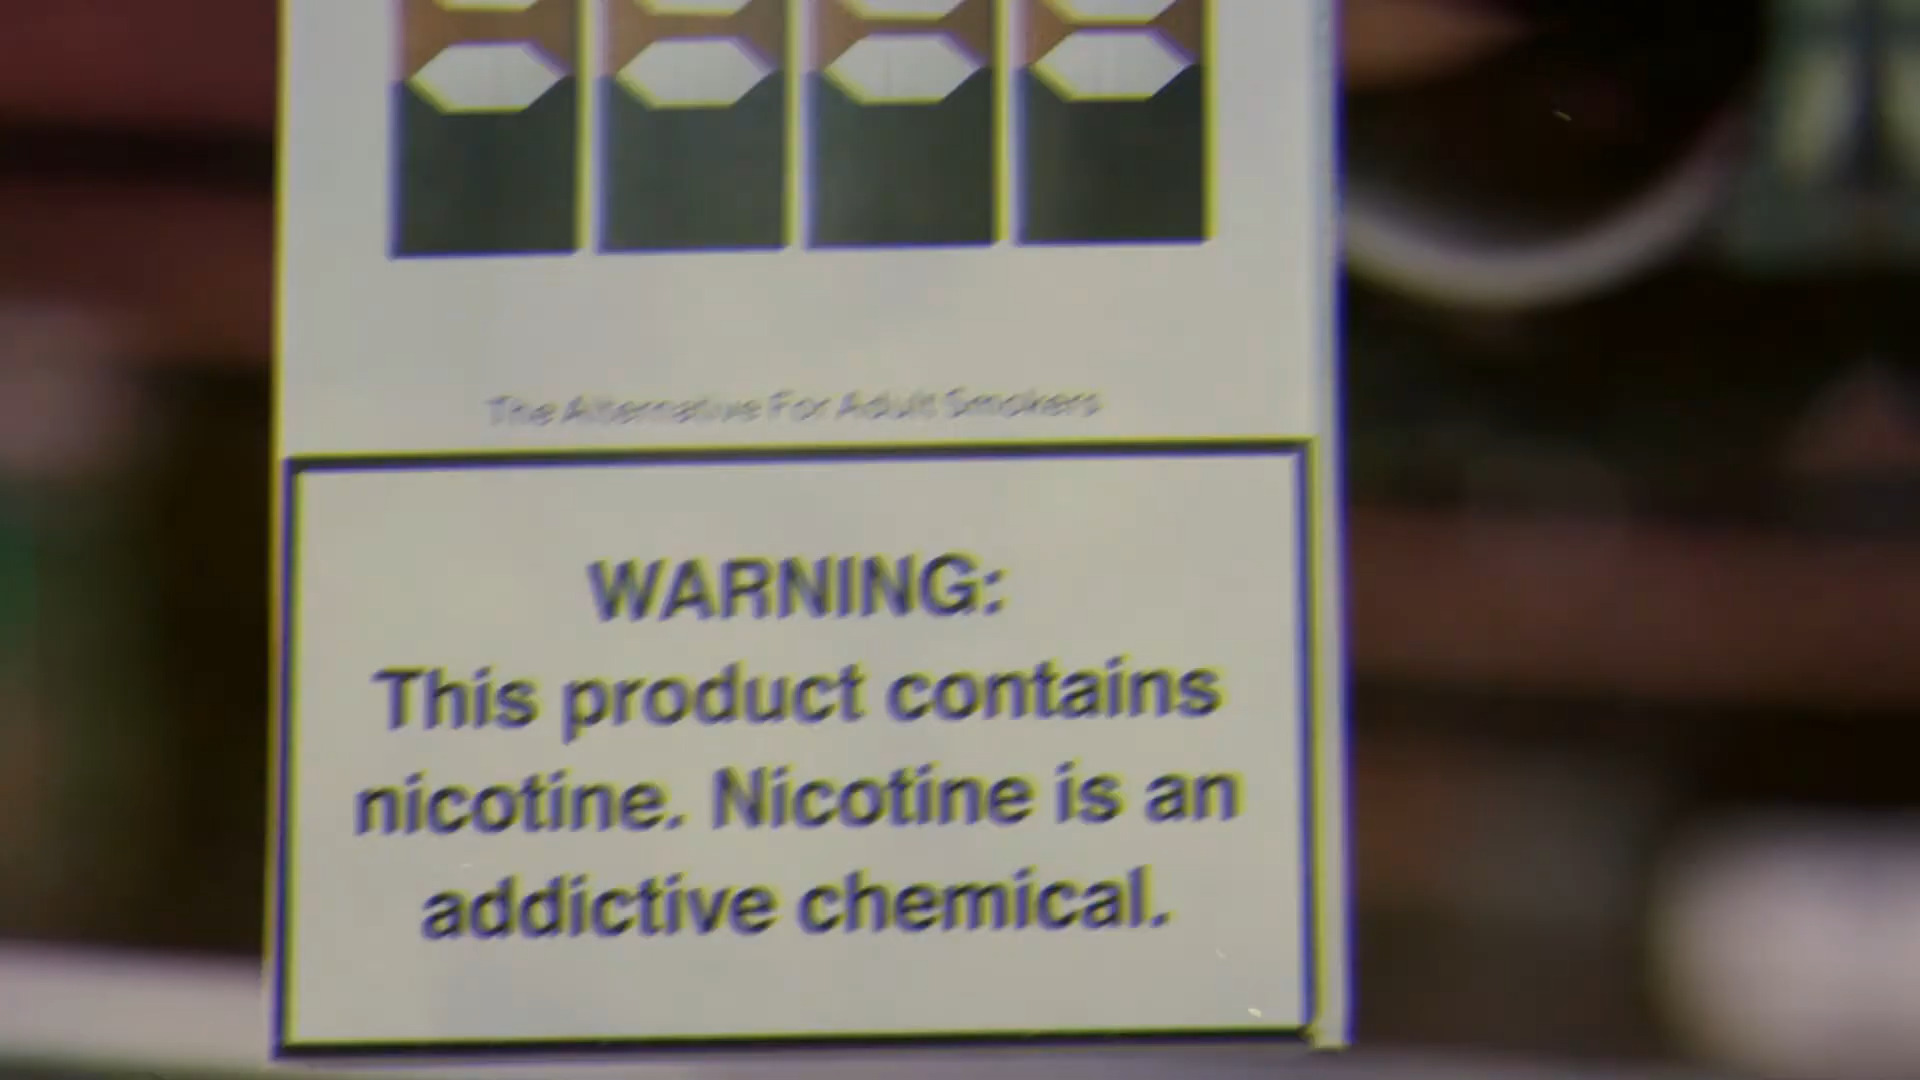 The Alternative For Adult Smokers
WARNING:
This product contains
nicotine. Nicotine is an
addictive chemical.